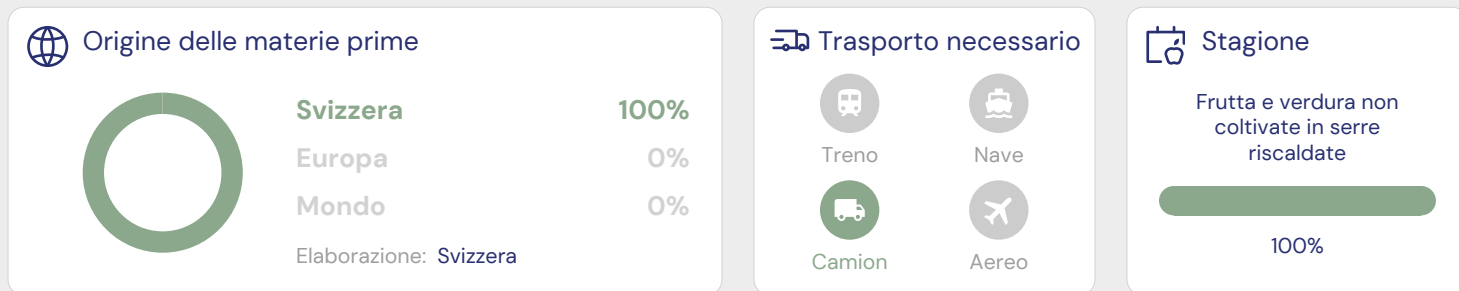 Origine delle materie prime
Svizzera 100%
Europa 0%
Mondo 0%
Elaborazione: Svizzera
Trasporto necessario
Treno
Nave
Camion
Aereo
Stagione
Frutta e verdura non
coltivate in serre
riscaldate
100%